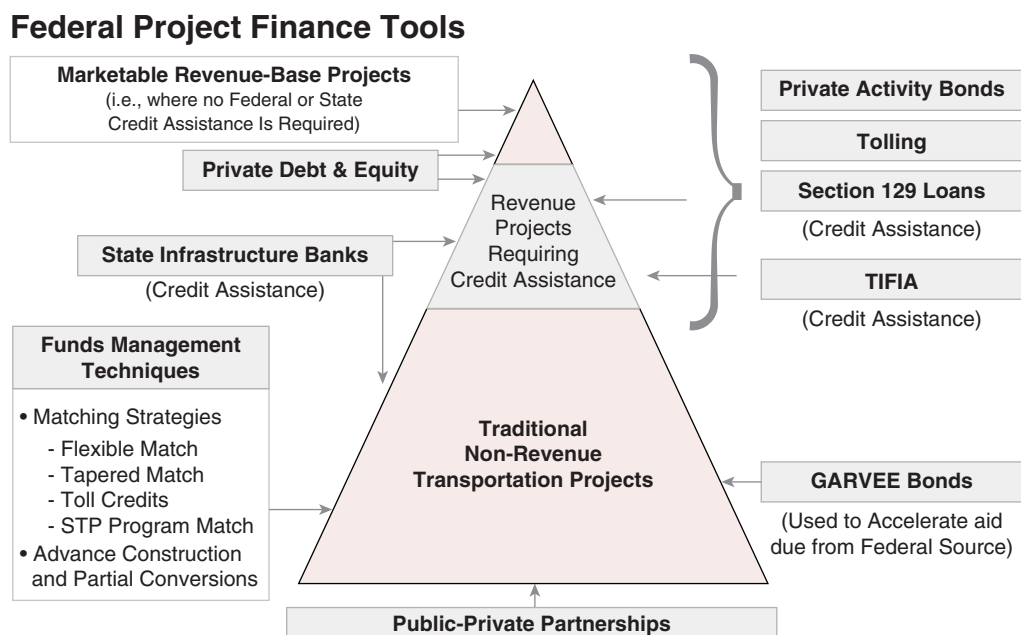 Federal Project Finance Tools
Marketable Revenue-Base Projects
(i.e., where no Federal or State
Credit Assistance Is Required)
Private Debt & Equity
State Infrastructure Banks
(Credit Assistance)
Funds Management
Techniques
• Matching Strategies
- Flexible Match
- Tapered Match
- Toll Credits
- STP Program Match
• Advance Construction
and Partial Conversions
Revenue
Projects
Requiring
Credit Assistance
Traditional
Non-Revenue
Transportation Projects
Private Activity Bonds
Tolling
Section 129 Loans
(Credit Assistance)
TIFIA
(Credit Assistance)
GARVEE Bonds
(Used to Accelerate aid
due from Federal Source)
Public-Private Partnerships